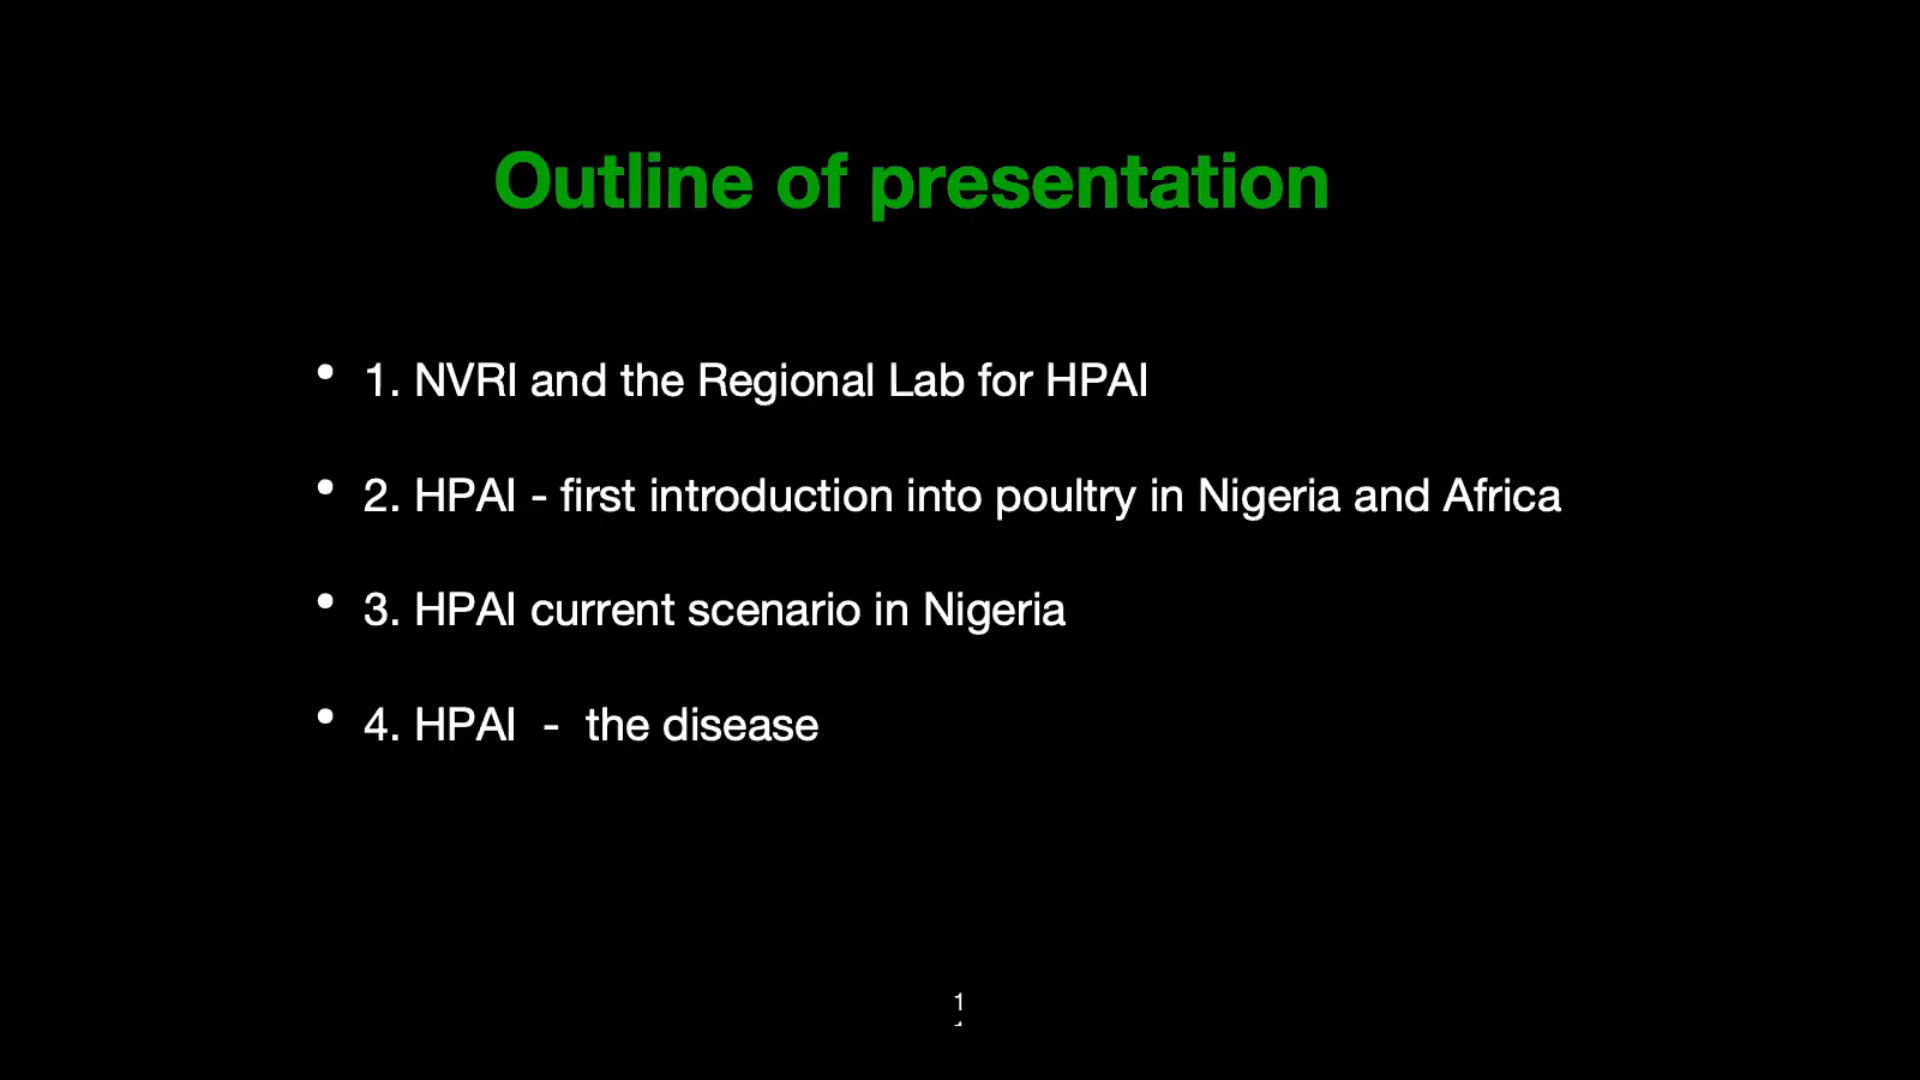 Outline of presentation
• 1. NVRI and the Regional Lab for HPAI
• 2. HPAI - first introduction into poultry in Nigeria and Africa
• 3. HPAI current scenario in Nigeria
• 4. HPAI  -  the disease
1